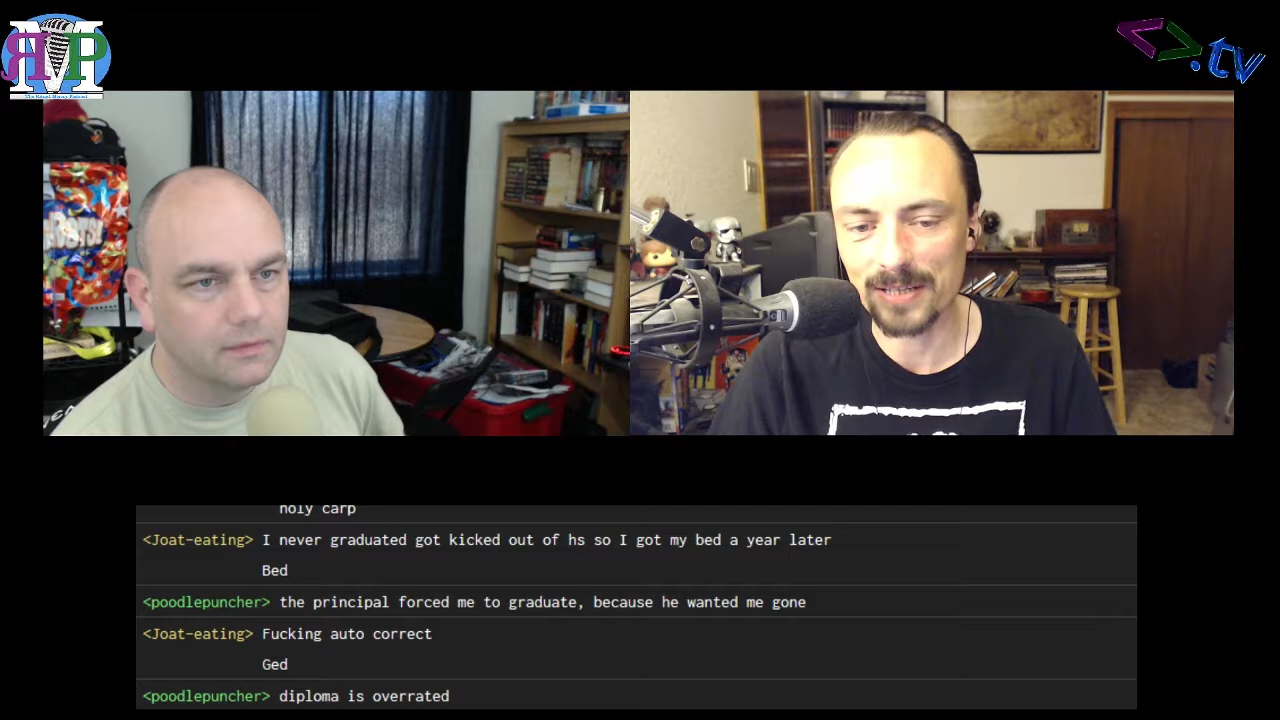 RMP
<>.tv
holy carp
<Joat-eating> I never graduated got kicked out of hs so I got my bed a year later
Bed
<poodlepuncher> the principal forced me to graduate, because he wanted me gone
<Joat-eating> Fucking auto correct
Ged
<poodlepuncher> diploma is overrated